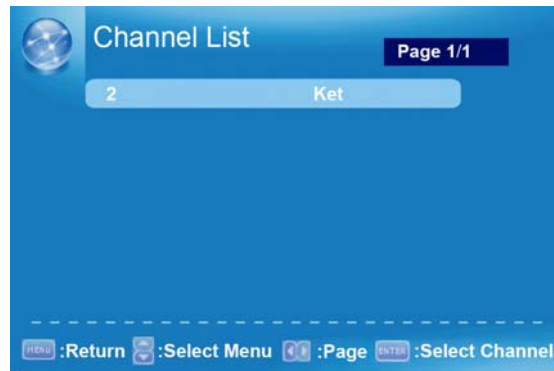 Channel List
Page 1/1
2 Ket
MENU :Return :Select Menu :Page ENTER :Select Channel